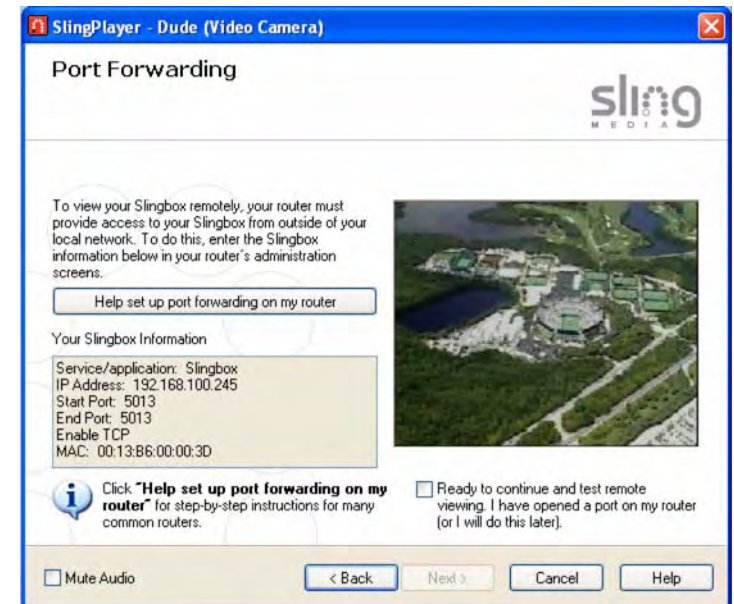 SlingPlayer - Dude (Video Camera)
Port Forwarding
sling
MEDIA
To view your Slingbox remotely, your router must
provide access to your Slingbox from outside of your
local network. To do this, enter the Slingbox
information below in your router's administration
screens.
Help set up port forwarding on my router
Your Slingbox Information
Service/application: Slingbox
IP Address: 192.168.100.245
Start Port: 5013
End Port: 5013
Enable TCP
MAC: 00:13:B6:00:00:3D
Click "Help set up port forwarding on my
router" for step-by-step instructions for many
common routers.
Ready to continue and test remote
viewing. I have opened a port on my router
(or I will do this later).
Mute Audio
< Back
Next >
Cancel
Help